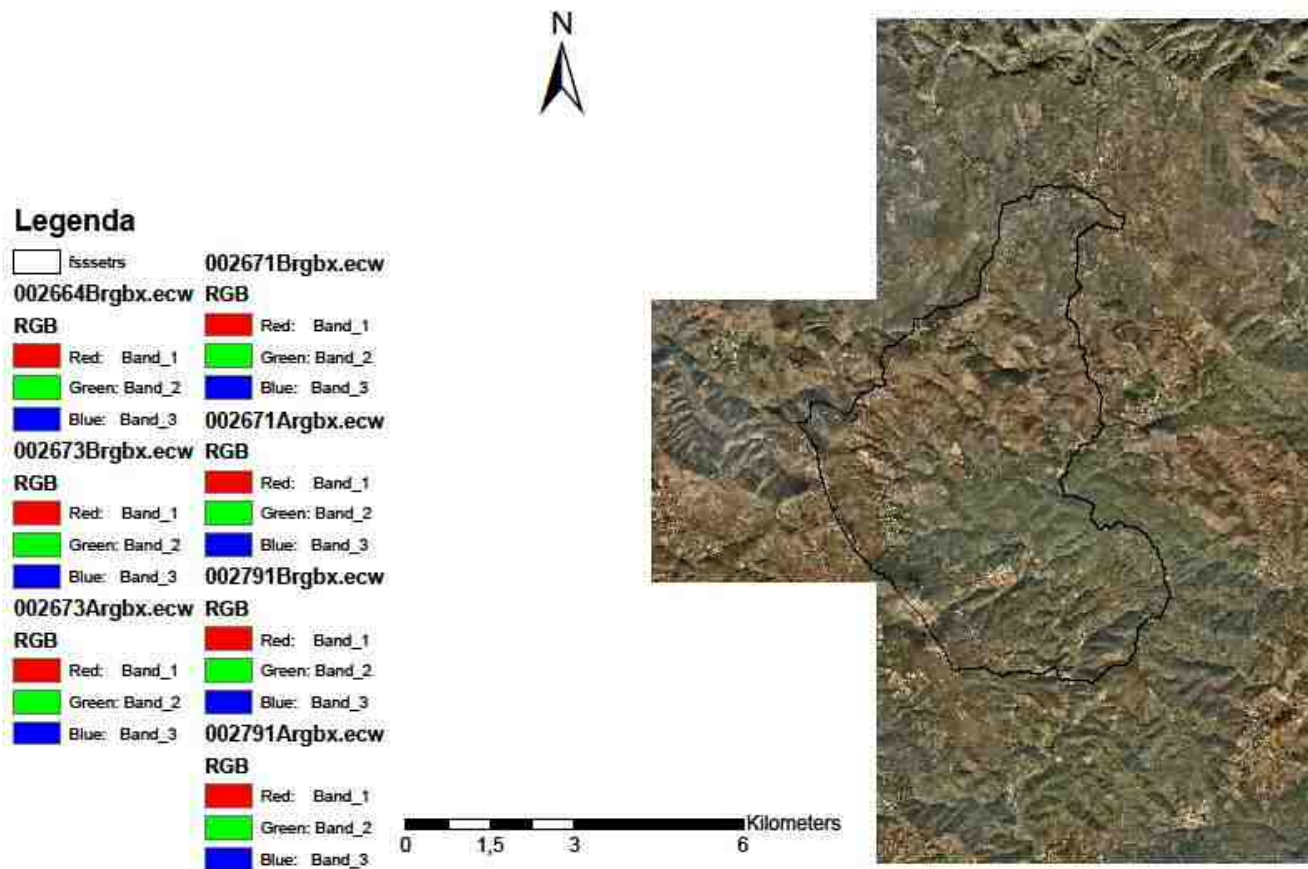 N
Legenda
fsssetrs
002664Brgbx.ecw
RGB
Red: Band_1
Green: Band_2
Blue: Band_3
002673Brgbx.ecw
RGB
Red: Band_1
Green: Band_2
Blue: Band_3
002673Argbx.ecw
RGB
Red: Band_1
Green: Band_2
Blue: Band_3
002671Brgbx.ecw
RGB
Red: Band_1
Green: Band_2
Blue: Band_3
002671Argbx.ecw
RGB
Red: Band_1
Green: Band_2
Blue: Band_3
002791Brgbx.ecw
RGB
Red: Band_1
Green: Band_2
Blue: Band_3
002791Argbx.ecw
RGB
Red: Band_1
Green: Band_2
Blue: Band_3
Kilometers
0 1,5 3 6